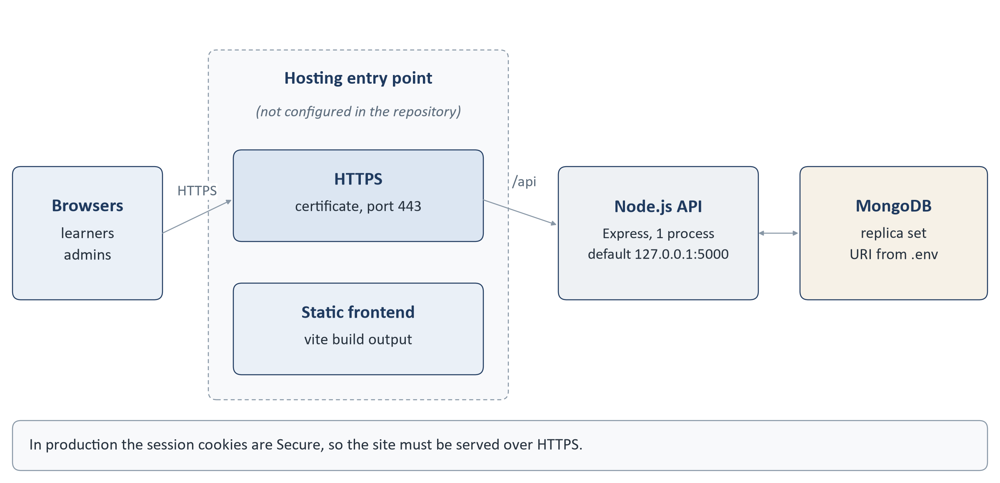 Hosting entry point
(not configured in the repository)
HTTPS
certificate, port 443
HTTPS
/api
Browsers
learners
admins
Node.js API
Express, 1 process
default 127.0.0.1:5000
MongoDB
replica set
URI from .env
Static frontend
vite build output
In production the session cookies are Secure, so the site must be served over HTTPS.